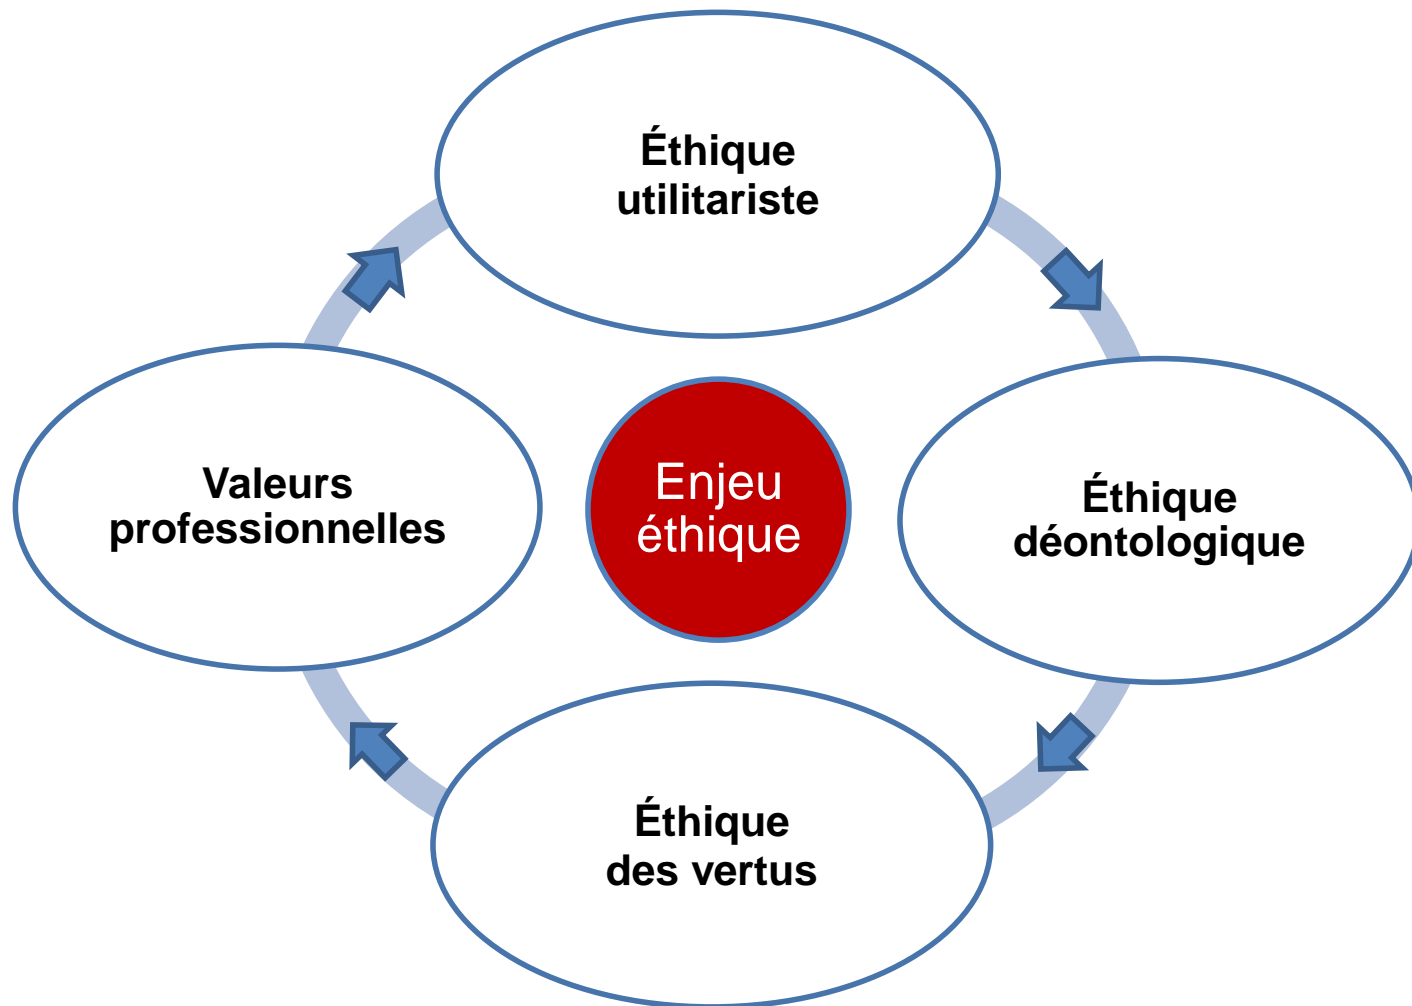 Éthique
utilitariste
Valeurs
professionnelles
Enjeu
éthique
Éthique
déontologique
Éthique
des vertus